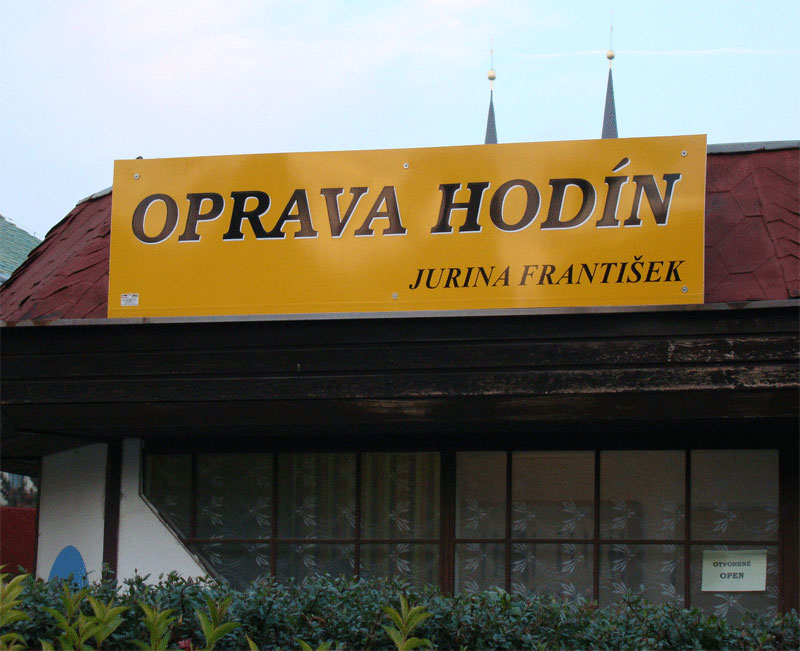 OPRAVA HODÍN
JURINA FRANTIŠEK
OTVORENÉ
OPEN